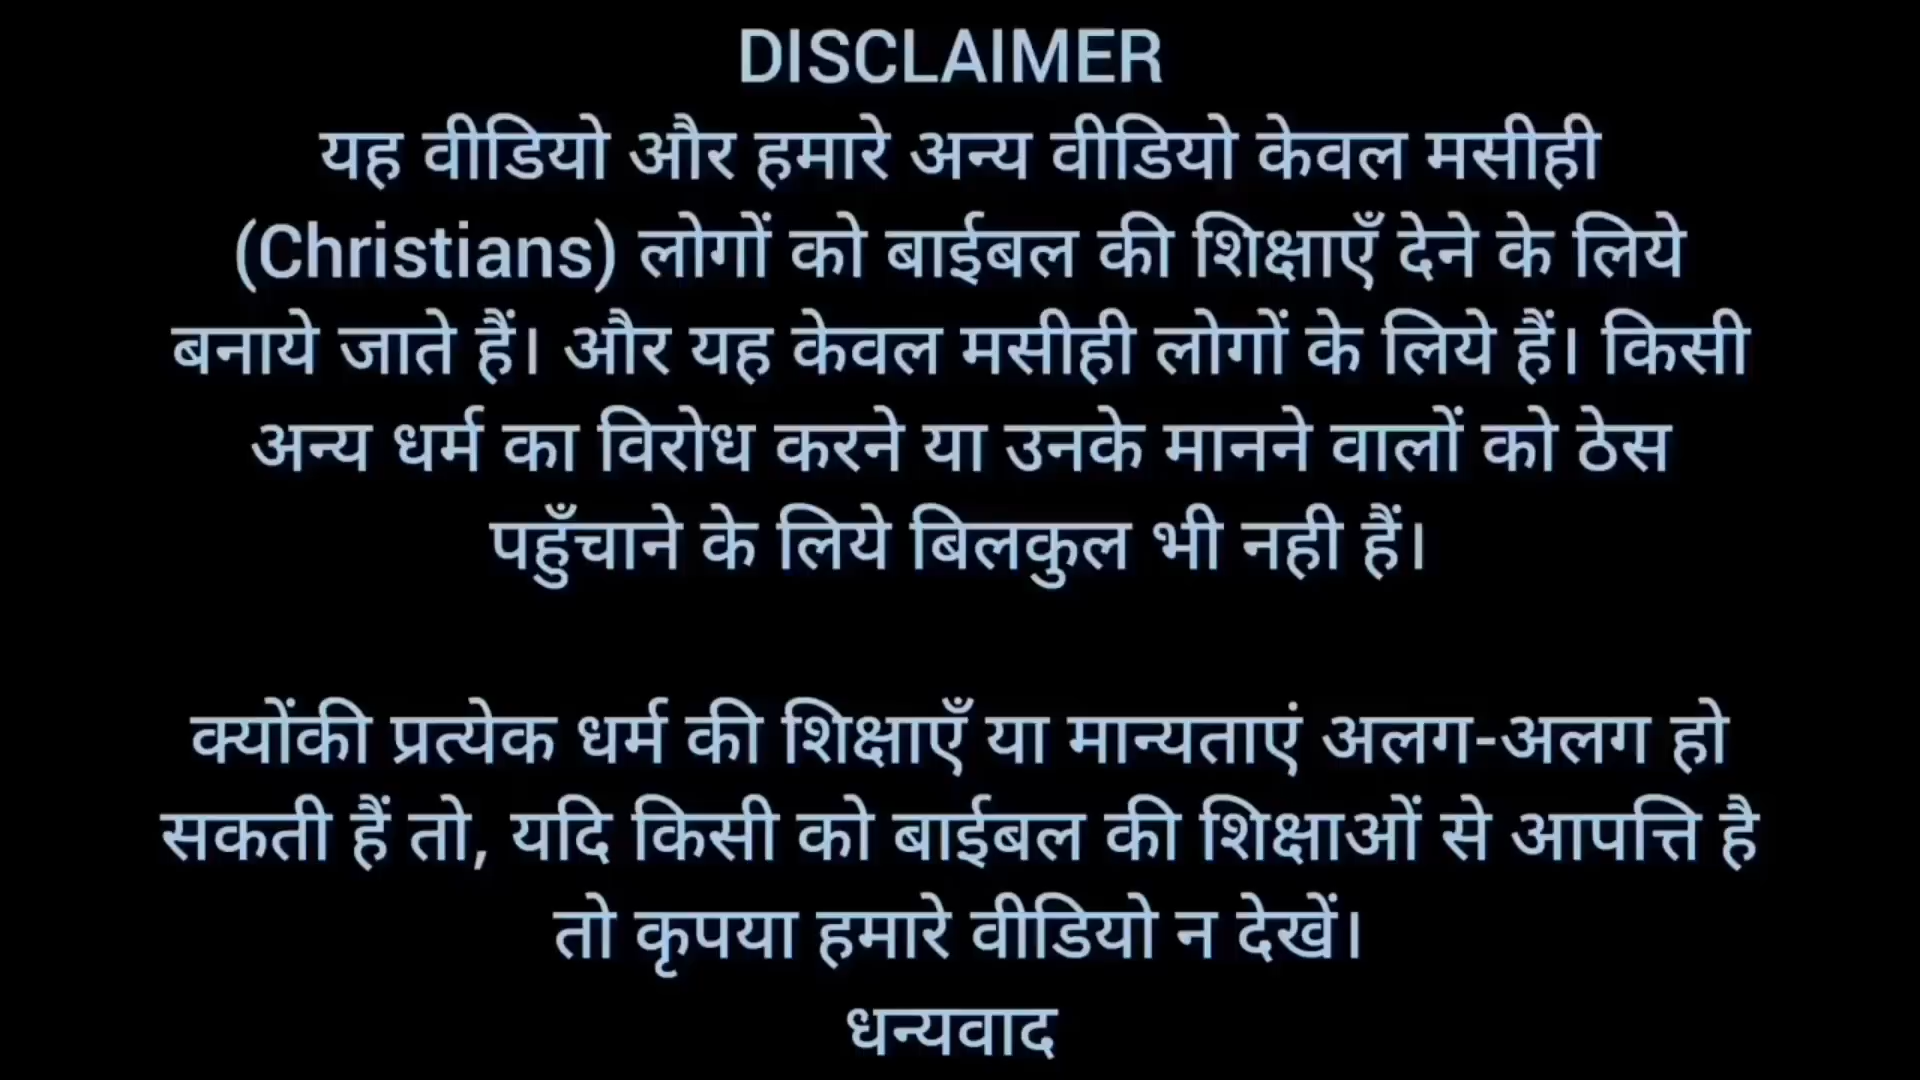 DISCLAIMER
यह वीडियो और हमारे अन्य वीडियो केवल मसीही
(Christians) लोगों को बाईबल की शिक्षाएँ देने के लिये
बनाये जाते हैं। और यह केवल मसीही लोगों के लिये हैं। किसी
अन्य धर्म का विरोध करने या उनके मानने वालों को ठेस
पहुँचाने के लिये बिलकुल भी नही हैं।
क्योंकी प्रत्येक धर्म की शिक्षाएँ या मान्यताएं अलग-अलग हो
सकती हैं तो, यदि किसी को बाईबल की शिक्षाओं से आपत्ति है
तो कृपया हमारे वीडियो न देखें।
धन्यवाद